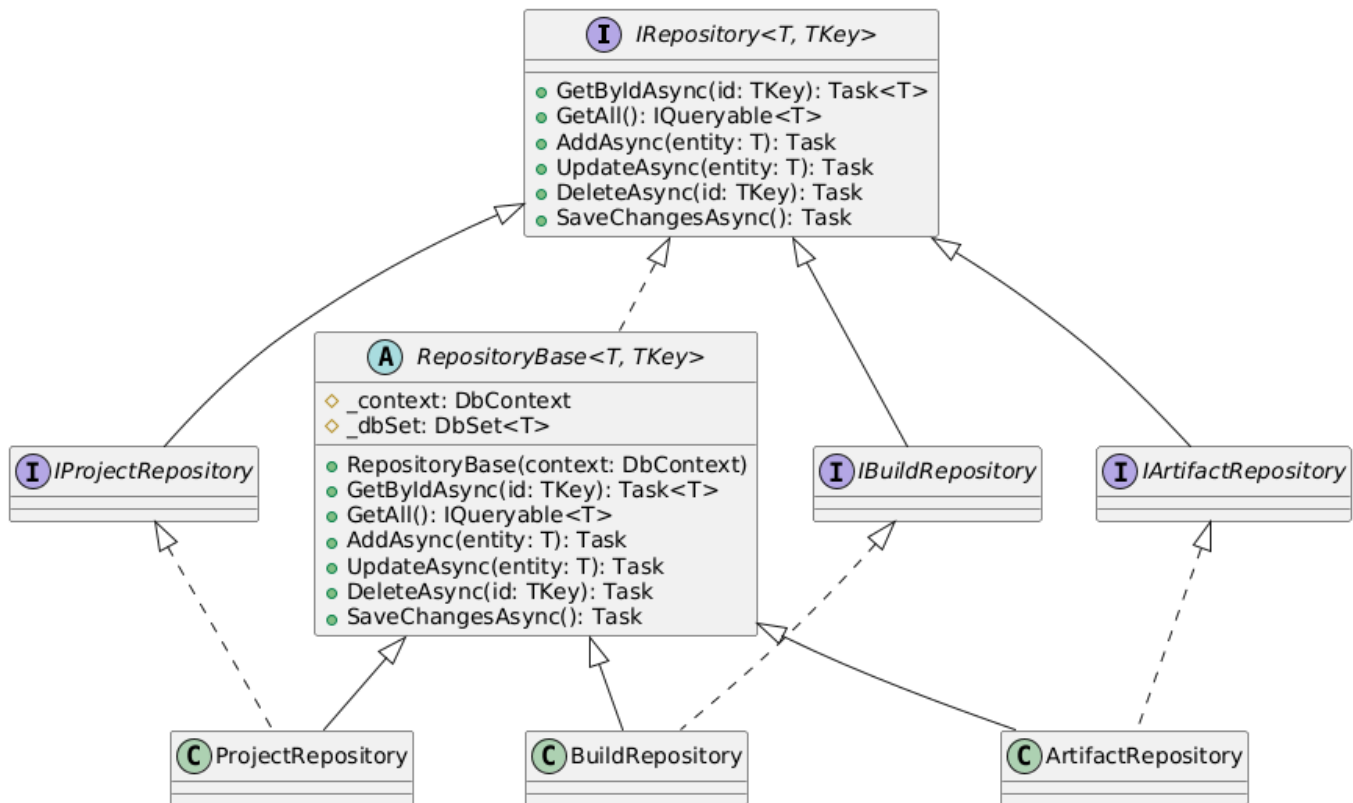 I IRepository<T, TKey>
GetByIdAsync(id: TKey): Task<T>
GetAll(): IQueryable<T>
AddAsync(entity: T): Task
UpdateAsync(entity: T): Task
DeleteAsync(id: TKey): Task
SaveChangesAsync(): Task
A RepositoryBase<T, TKey>
_context: DbContext
_dbSet: DbSet<T>
RepositoryBase(context: DbContext)
GetByIdAsync(id: TKey): Task<T>
GetAll(): IQueryable<T>
AddAsync(entity: T): Task
UpdateAsync(entity: T): Task
DeleteAsync(id: TKey): Task
SaveChangesAsync(): Task
I IProjectRepository
I IBuildRepository
I IArtifactRepository
C ProjectRepository
C BuildRepository
C ArtifactRepository